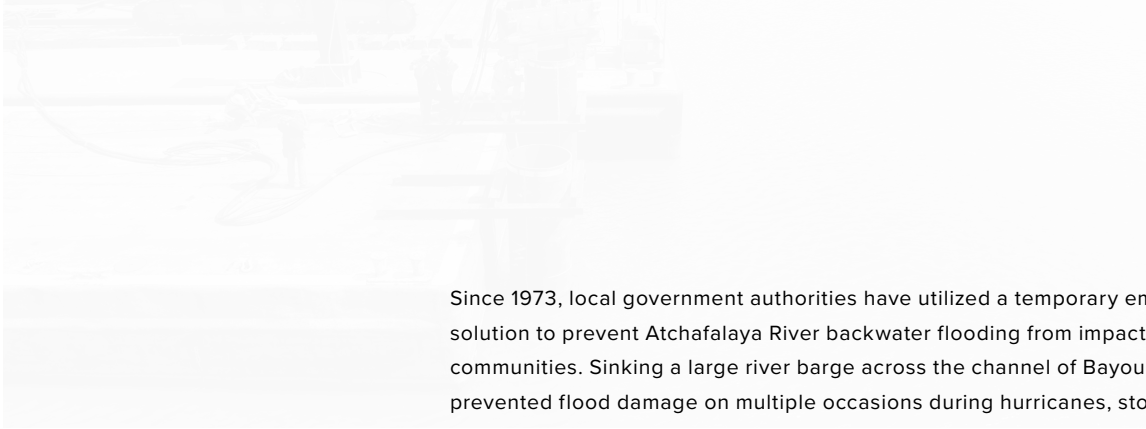 Since 1973, local government authorities have utilized a temporary
solution to prevent Atchafalaya River backwater flooding from impact
communities. Sinking a large river barge across the channel of Bayou
prevented flood damage on multiple occasions during hurricanes,